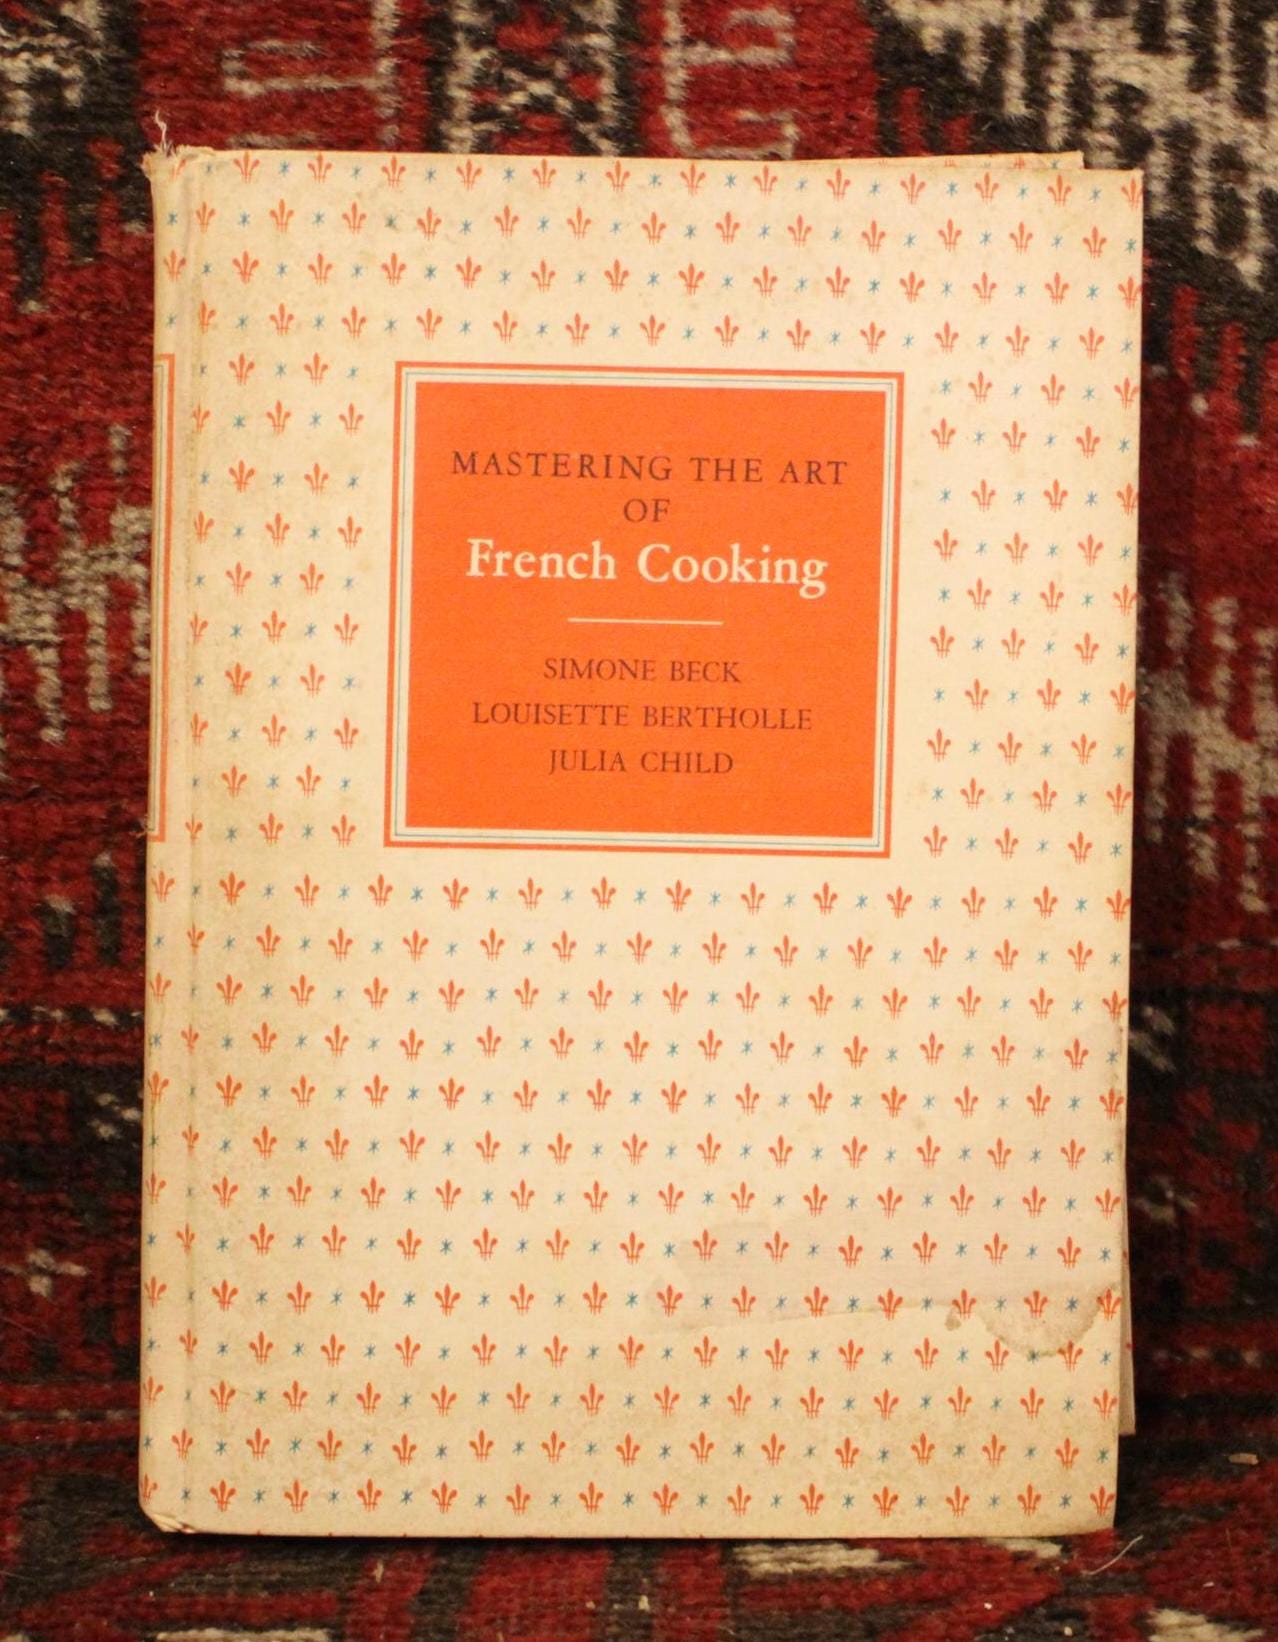 MASTERING THE ART
OF
French Cooking
SIMONE BECK
LOUISETTE BERTHOLLE
JULIA CHILD